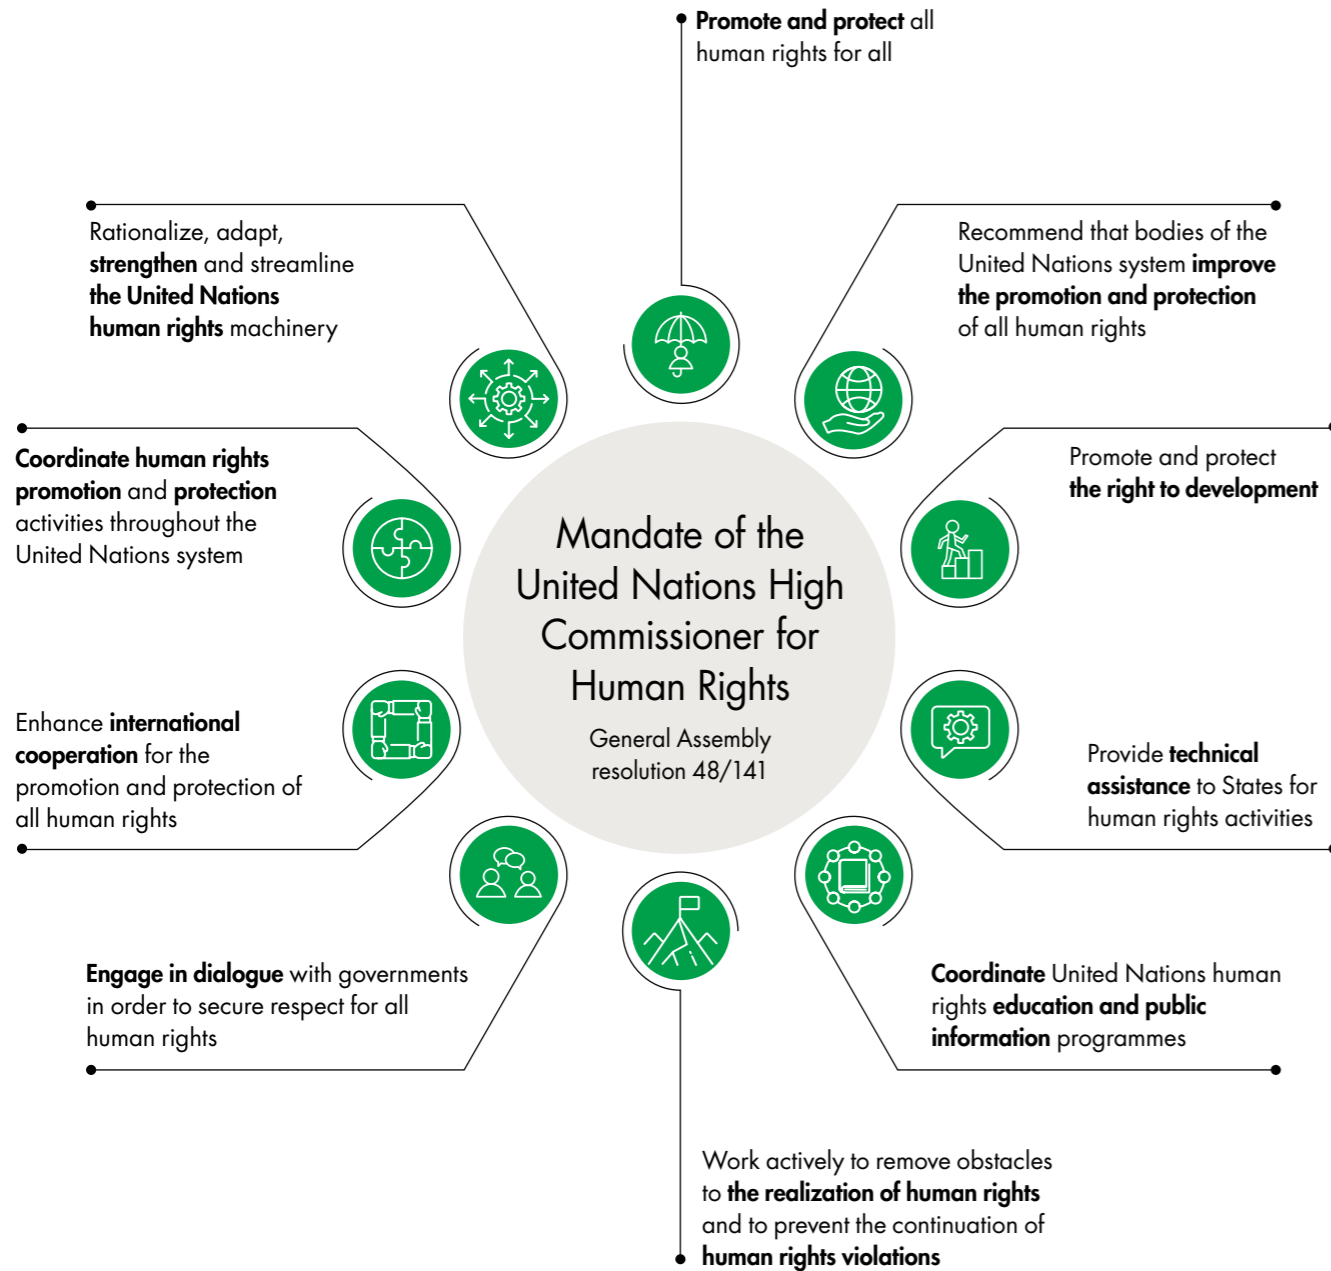 Promote and protect all
human rights for all
Recommend that bodies of the
United Nations system improve
the promotion and protection
of all human rights
Promote and protect
the right to development
Provide technical
assistance to States for
human rights activities
Coordinate United Nations human
rights education and public
information programmes
Work actively to remove obstacles
to the realization of human rights
and to prevent the continuation of
human rights violations
Engage in dialogue with governments
in order to secure respect for all
human rights
Enhance international
cooperation for the
promotion and protection of
all human rights
Coordinate human rights
promotion and protection
activities throughout the
United Nations system
Rationalize, adapt,
strengthen and streamline
the United Nations
human rights machinery
Mandate of the
United Nations High
Commissioner for
Human Rights
General Assembly
resolution 48/141